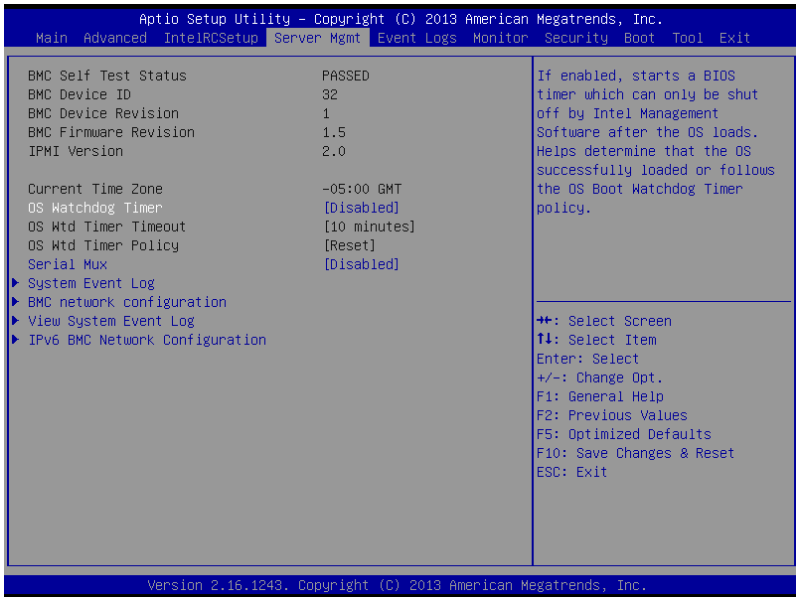 Aptio Setup Utility – Copyright (C) 2013 American Megatrends, Inc.
Main Advanced IntelRCSetup Server Mgmt Event Logs Monitor Security Boot Tool Exit
BMC Self Test Status PASSED
BMC Device ID 32
BMC Device Revision 1
BMC Firmware Revision 1.5
IPMI Version 2.0
Current Time Zone -05:00 GMT
OS Watchdog Timer [Disabled]
OS Wtd Timer Timeout [10 minutes]
OS Wtd Timer Policy [Reset]
Serial Mux [Disabled]
System Event Log
BMC network configuration
View System Event Log
IPv6 BMC Network Configuration
If enabled, starts a BIOS
timer which can only be shut
off by Intel Management
Software after the OS loads.
Helps determine that the OS
successfully loaded or follows
the OS Boot Watchdog Timer
policy.
→←: Select Screen
↑↓: Select Item
Enter: Select
+/-: Change Opt.
F1: General Help
F2: Previous Values
F5: Optimized Defaults
F10: Save Changes & Reset
ESC: Exit
Version 2.16.1243. Copyright (C) 2013 American Megatrends, Inc.